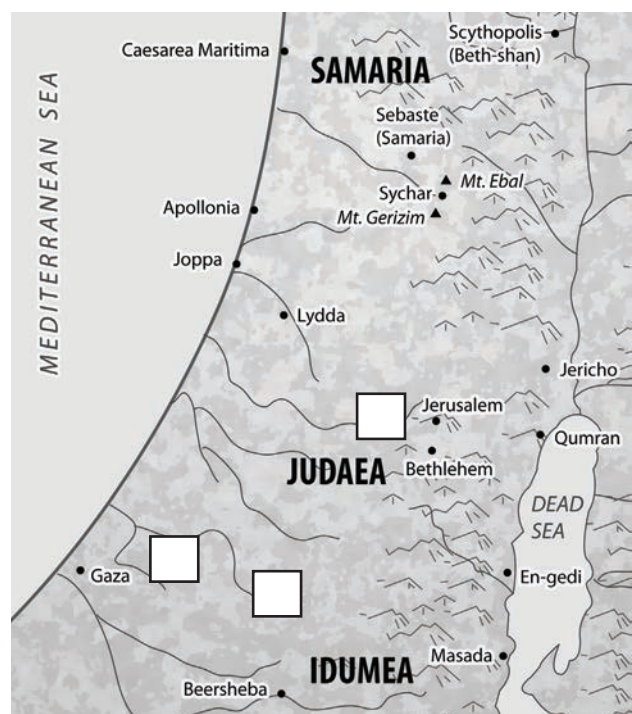 Scythopolis
(Beth-shan)
Caesarea Maritima
SAMARIA
Sebaste
(Samaria)
Mt. Ebal
Sychar
Mt. Gerizim
Apollonia
MEDITERRANEAN SEA
Joppa
Lydda
Jericho
Jerusalem
Qumran
Bethlehem
JUDAEA
DEAD
SEA
Gaza
En-gedi
Masada
IDUMEA
Beersheba